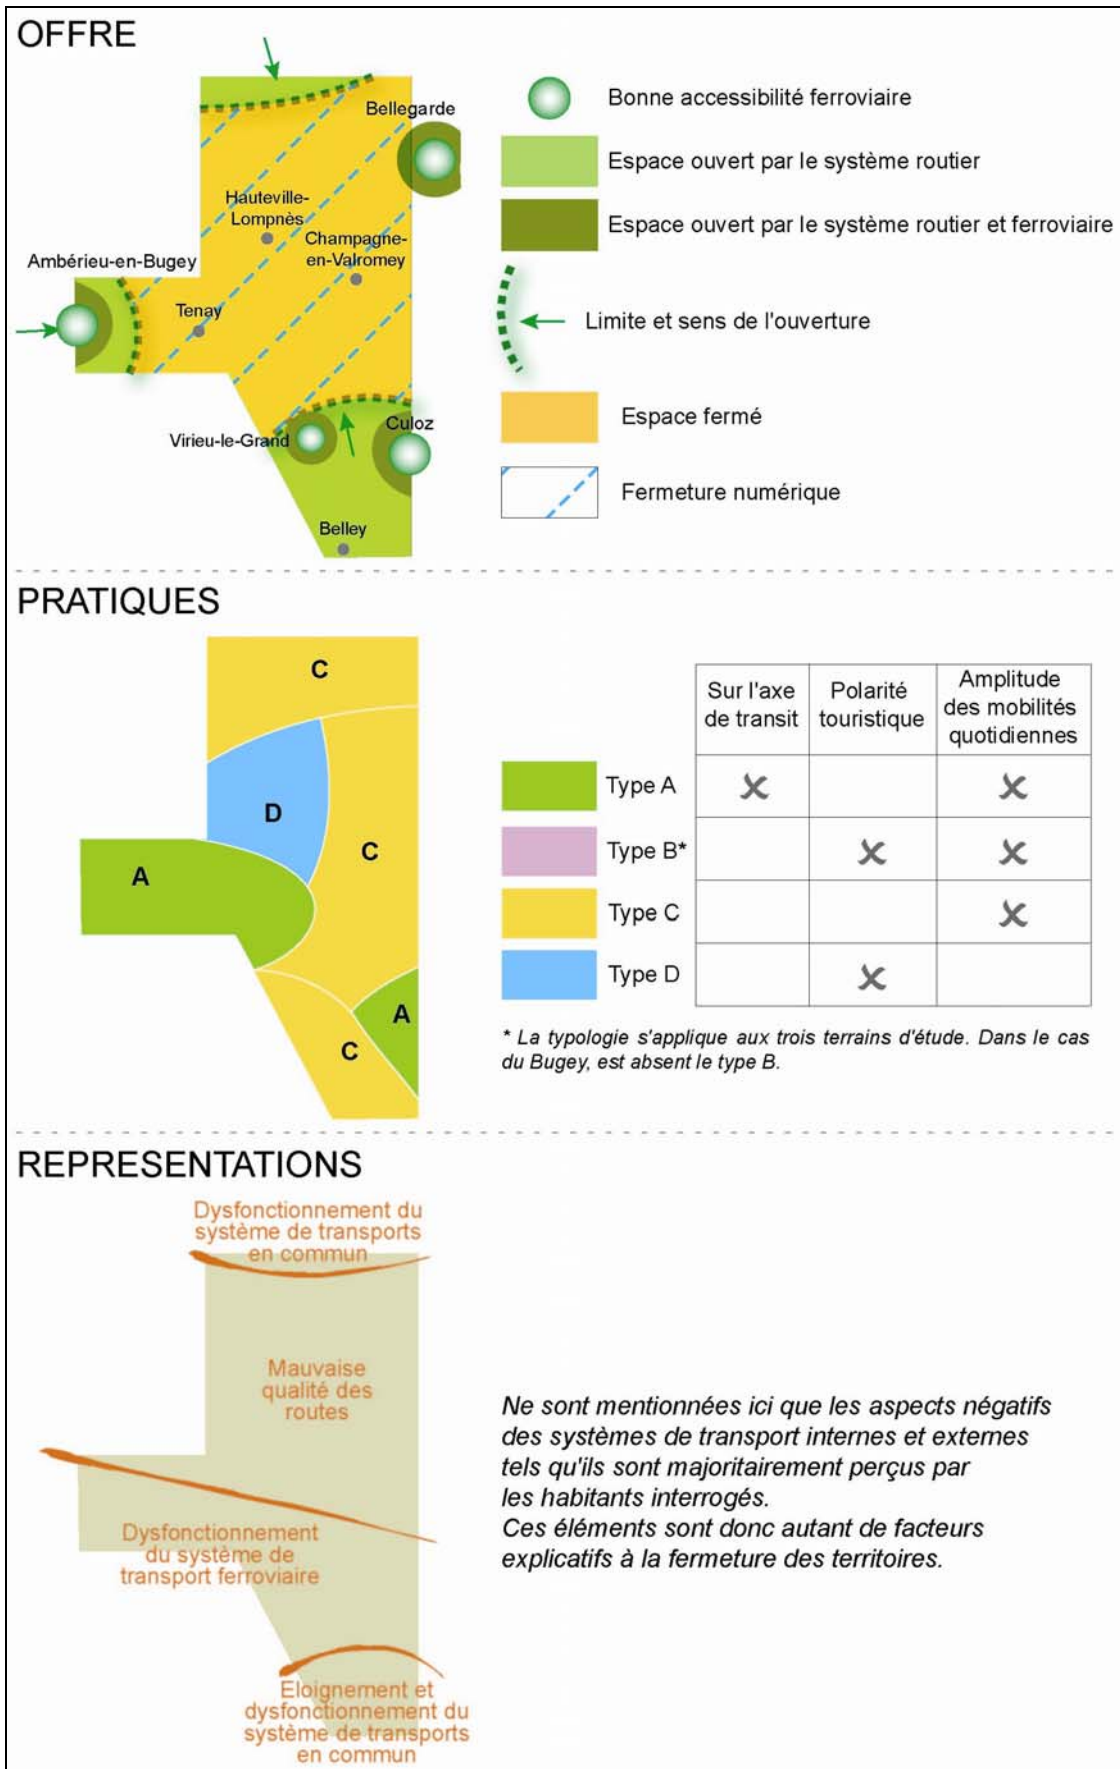 OFFRE
Bellegarde
Hauteville-
Lompnès
Champagne-
en-Valromey
Ambérieu-en-Bugey
Tenay
Virieu-le-Grand
Culoz
Belley
Bonne accessibilité ferroviaire
Espace ouvert par le système routier
Espace ouvert par le système routier et ferroviaire
Limite et sens de l'ouverture
Espace fermé
Fermeture numérique
PRATIQUES
C
D
C
A
A
C
Sur l'axe
de transit
Polarité
touristique
Amplitude
des mobilités
quotidiennes
Type A
Type B*
Type C
Type D
* La typologie s'applique aux trois terrains d'étude. Dans le cas
du Bugey, est absent le type B.
REPRESENTATIONS
Dysfonctionnement du
système de transports
en commun
Mauvaise
qualité des
routes
Dysfonctionnement
du système de
transport ferroviaire
Eloignement et
dysfonctionnement du
système de transports
en commun
Ne sont mentionnées ici que les aspects négatifs
des systèmes de transport internes et externes
tels qu'ils sont majoritairement perçus par
les habitants interrogés.
Ces éléments sont donc autant de facteurs
explicatifs à la fermeture des territoires.